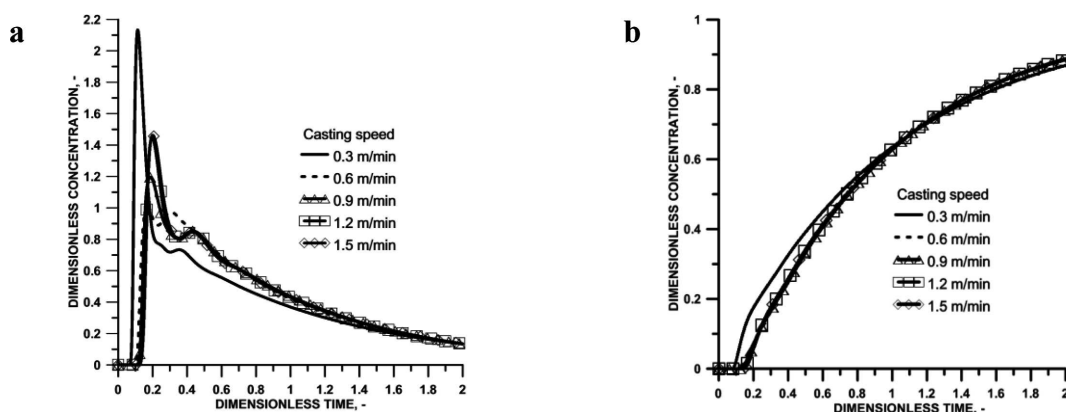 a
2.2
2
1.8
1.6
1.4
1.2
1
0.8
0.6
0.4
0.2
0
DIMENSIONLESS CONCENTRATION, -
Casting speed
0.3 m/min
0.6 m/min
0.9 m/min
1.2 m/min
1.5 m/min
0 0.2 0.4 0.6 0.8 1 1.2 1.4 1.6 1.8 2
DIMENSIONLESS TIME, -
b
1
0.8
0.6
0.4
0.2
0
DIMENSIONLESS CONCENTRATION, -
Casting speed
0.3 m/min
0.6 m/min
0.9 m/min
1.2 m/min
1.5 m/min
0 0.2 0.4 0.6 0.8 1 1.2 1.4 1.6 1.8 2
DIMENSIONLESS TIME, -